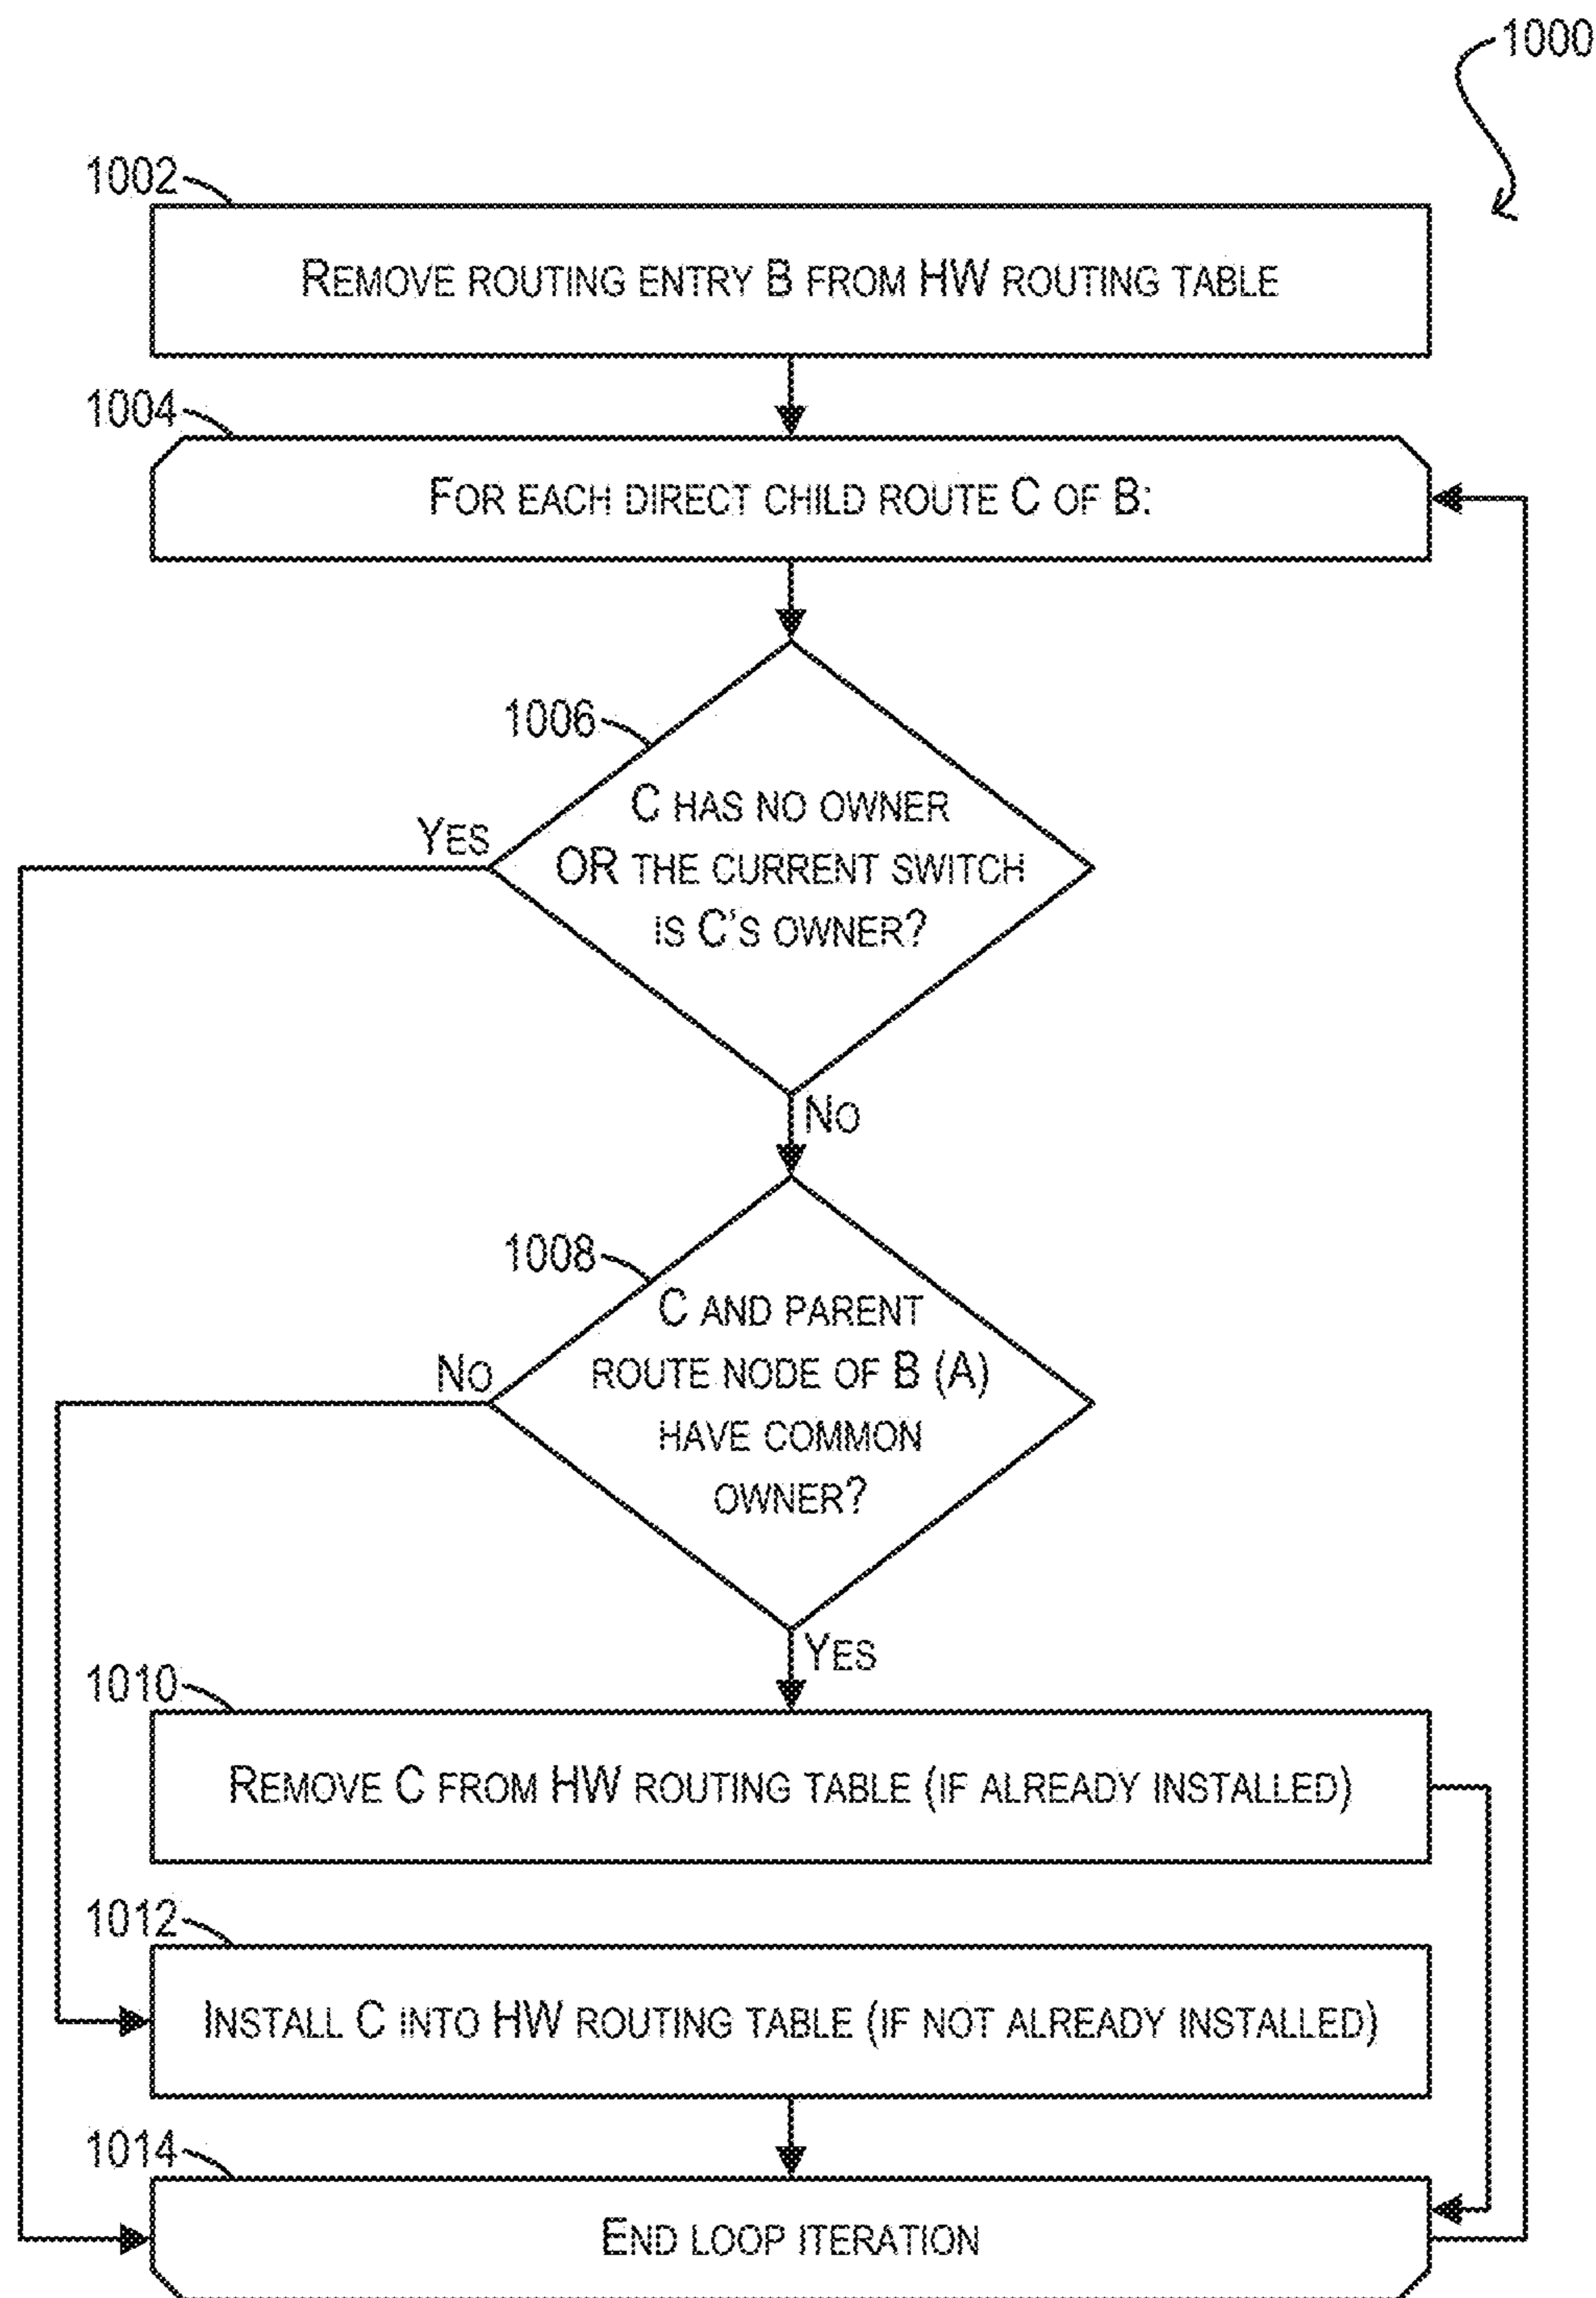 1000
1002
REMOVE ROUTING ENTRY B FROM HW ROUTING TABLE
1004
FOR EACH DIRECT CHILD ROUTE C OF B:
1006
C HAS NO OWNER
OR THE CURRENT SWITCH
IS C'S OWNER?
YES
NO
1008
C AND PARENT
ROUTE NODE OF B (A)
HAVE COMMON
OWNER?
NO
YES
1010
REMOVE C FROM HW ROUTING TABLE (IF ALREADY INSTALLED)
1012
INSTALL C INTO HW ROUTING TABLE (IF NOT ALREADY INSTALLED)
1014
END LOOP ITERATION